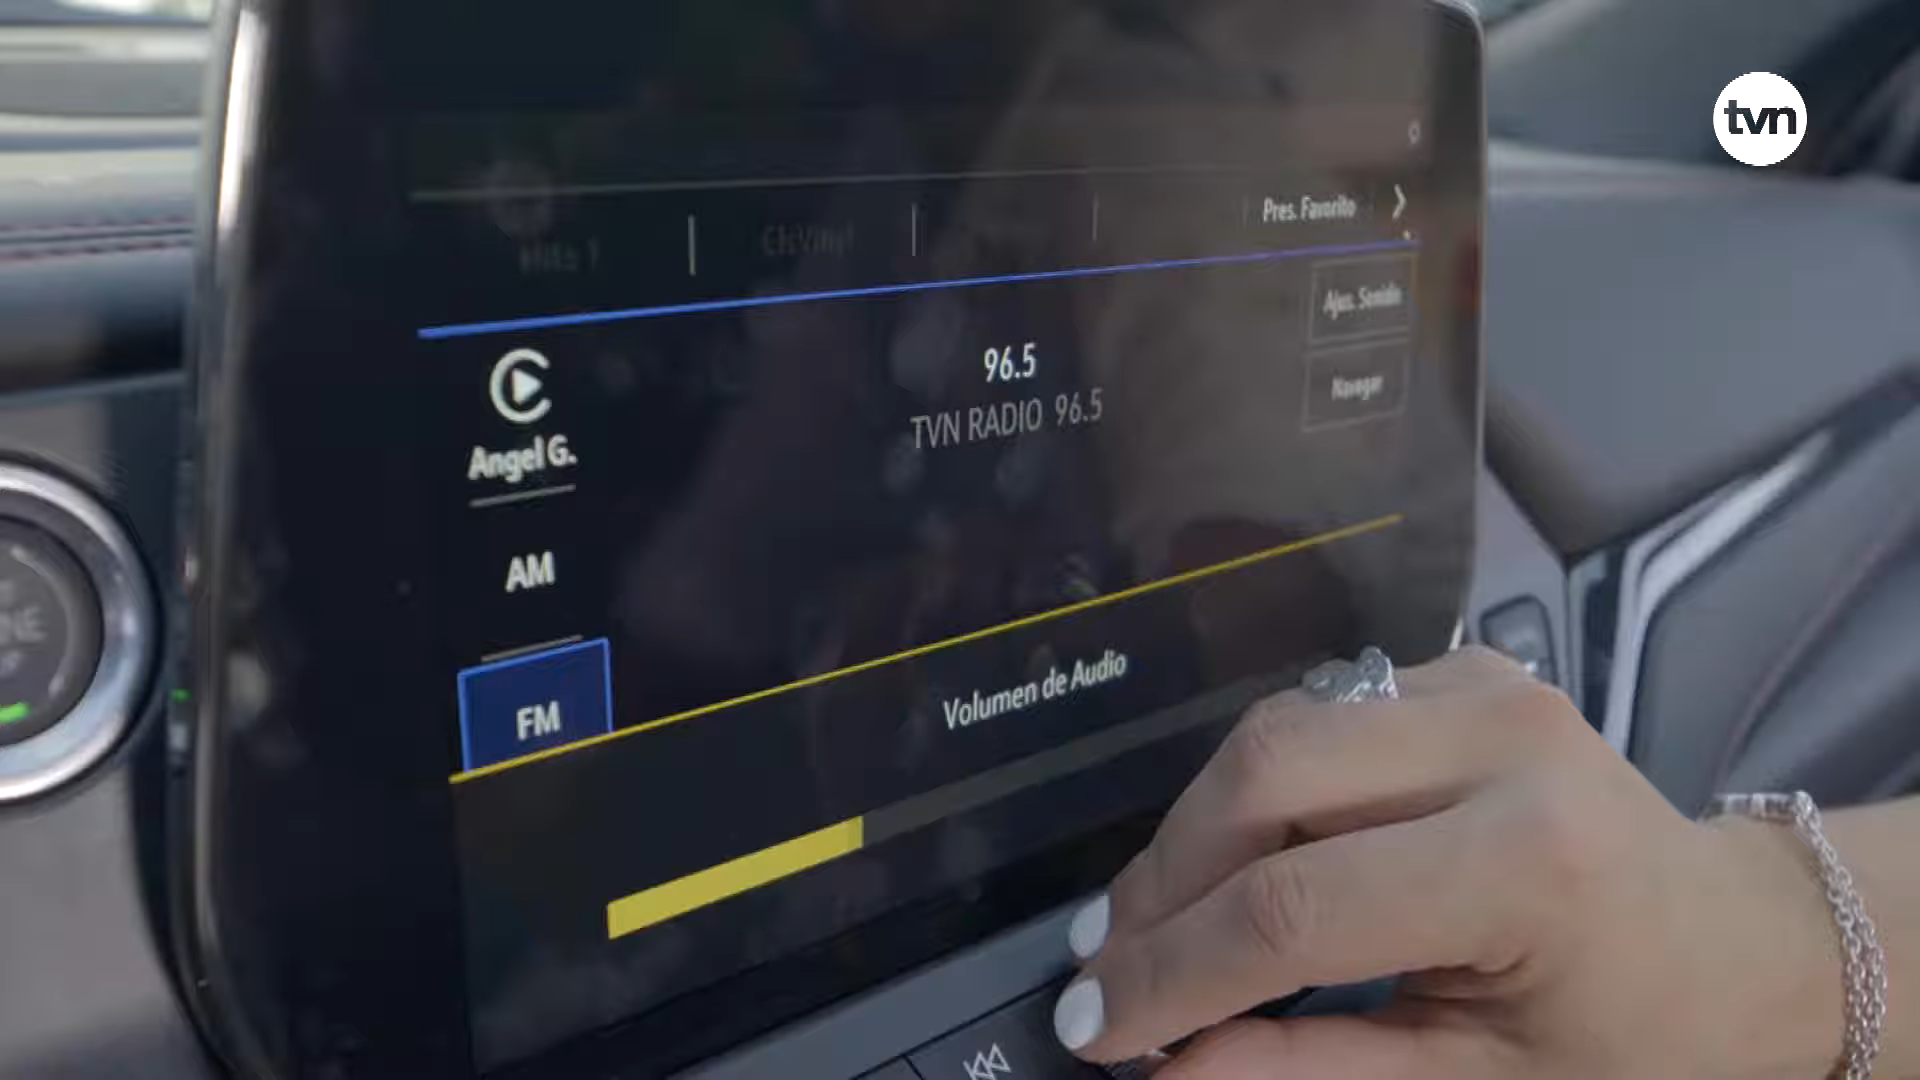 tvn
Pres. Favorito
Ajus. Sonido
96.5
TVN RADIO 96.5
Navegar
Angel G.
AM
FM
Volumen de Audio